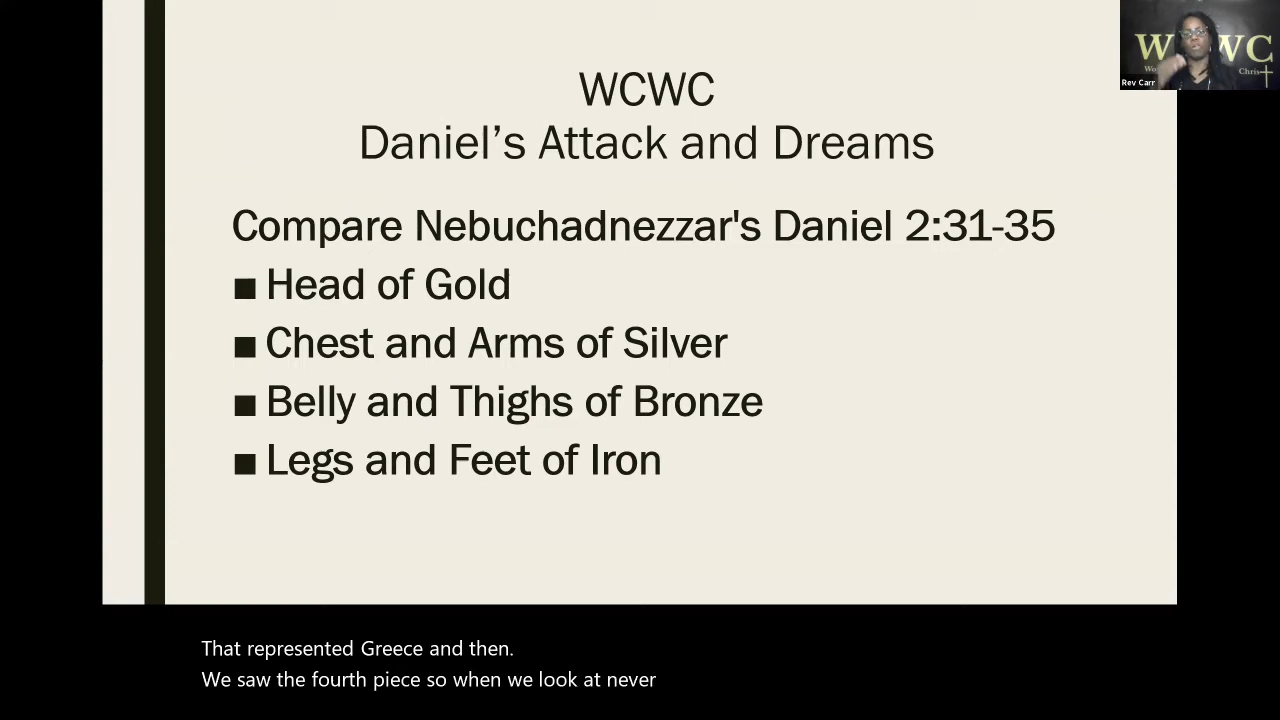 WCWC
Daniel’s Attack and Dreams
Compare Nebuchadnezzar's Daniel 2:31-35
■ Head of Gold
■ Chest and Arms of Silver
■ Belly and Thighs of Bronze
■ Legs and Feet of Iron
W WC
Chris
Rev Carr
That represented Greece and then.
We saw the fourth piece so when we look at never